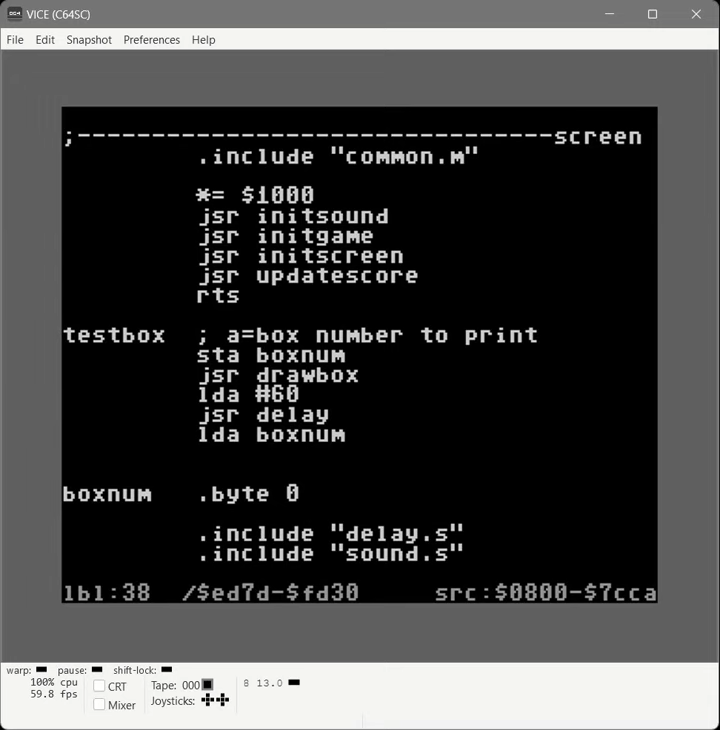 VICE (C64SC)
File Edit Snapshot Preferences Help
;---------------------------------screen
.include "common.m"
*= $1000
jsr initsound
jsr initgame
jsr initscreen
jsr updatescore
rts
testbox ; a=box number to print
sta boxnum
jsr drawbox
lda #60
jsr delay
lda boxnum
boxnum .byte 0
.include "delay.s"
.include "sound.s"
lbl:38 /$ed7d-$fd30 src:$0800-$7cca
warp: pause: shift-lock:
100% cpu
59.8 fps
CRT
Mixer
Tape: 000
Joysticks:
8 13.0